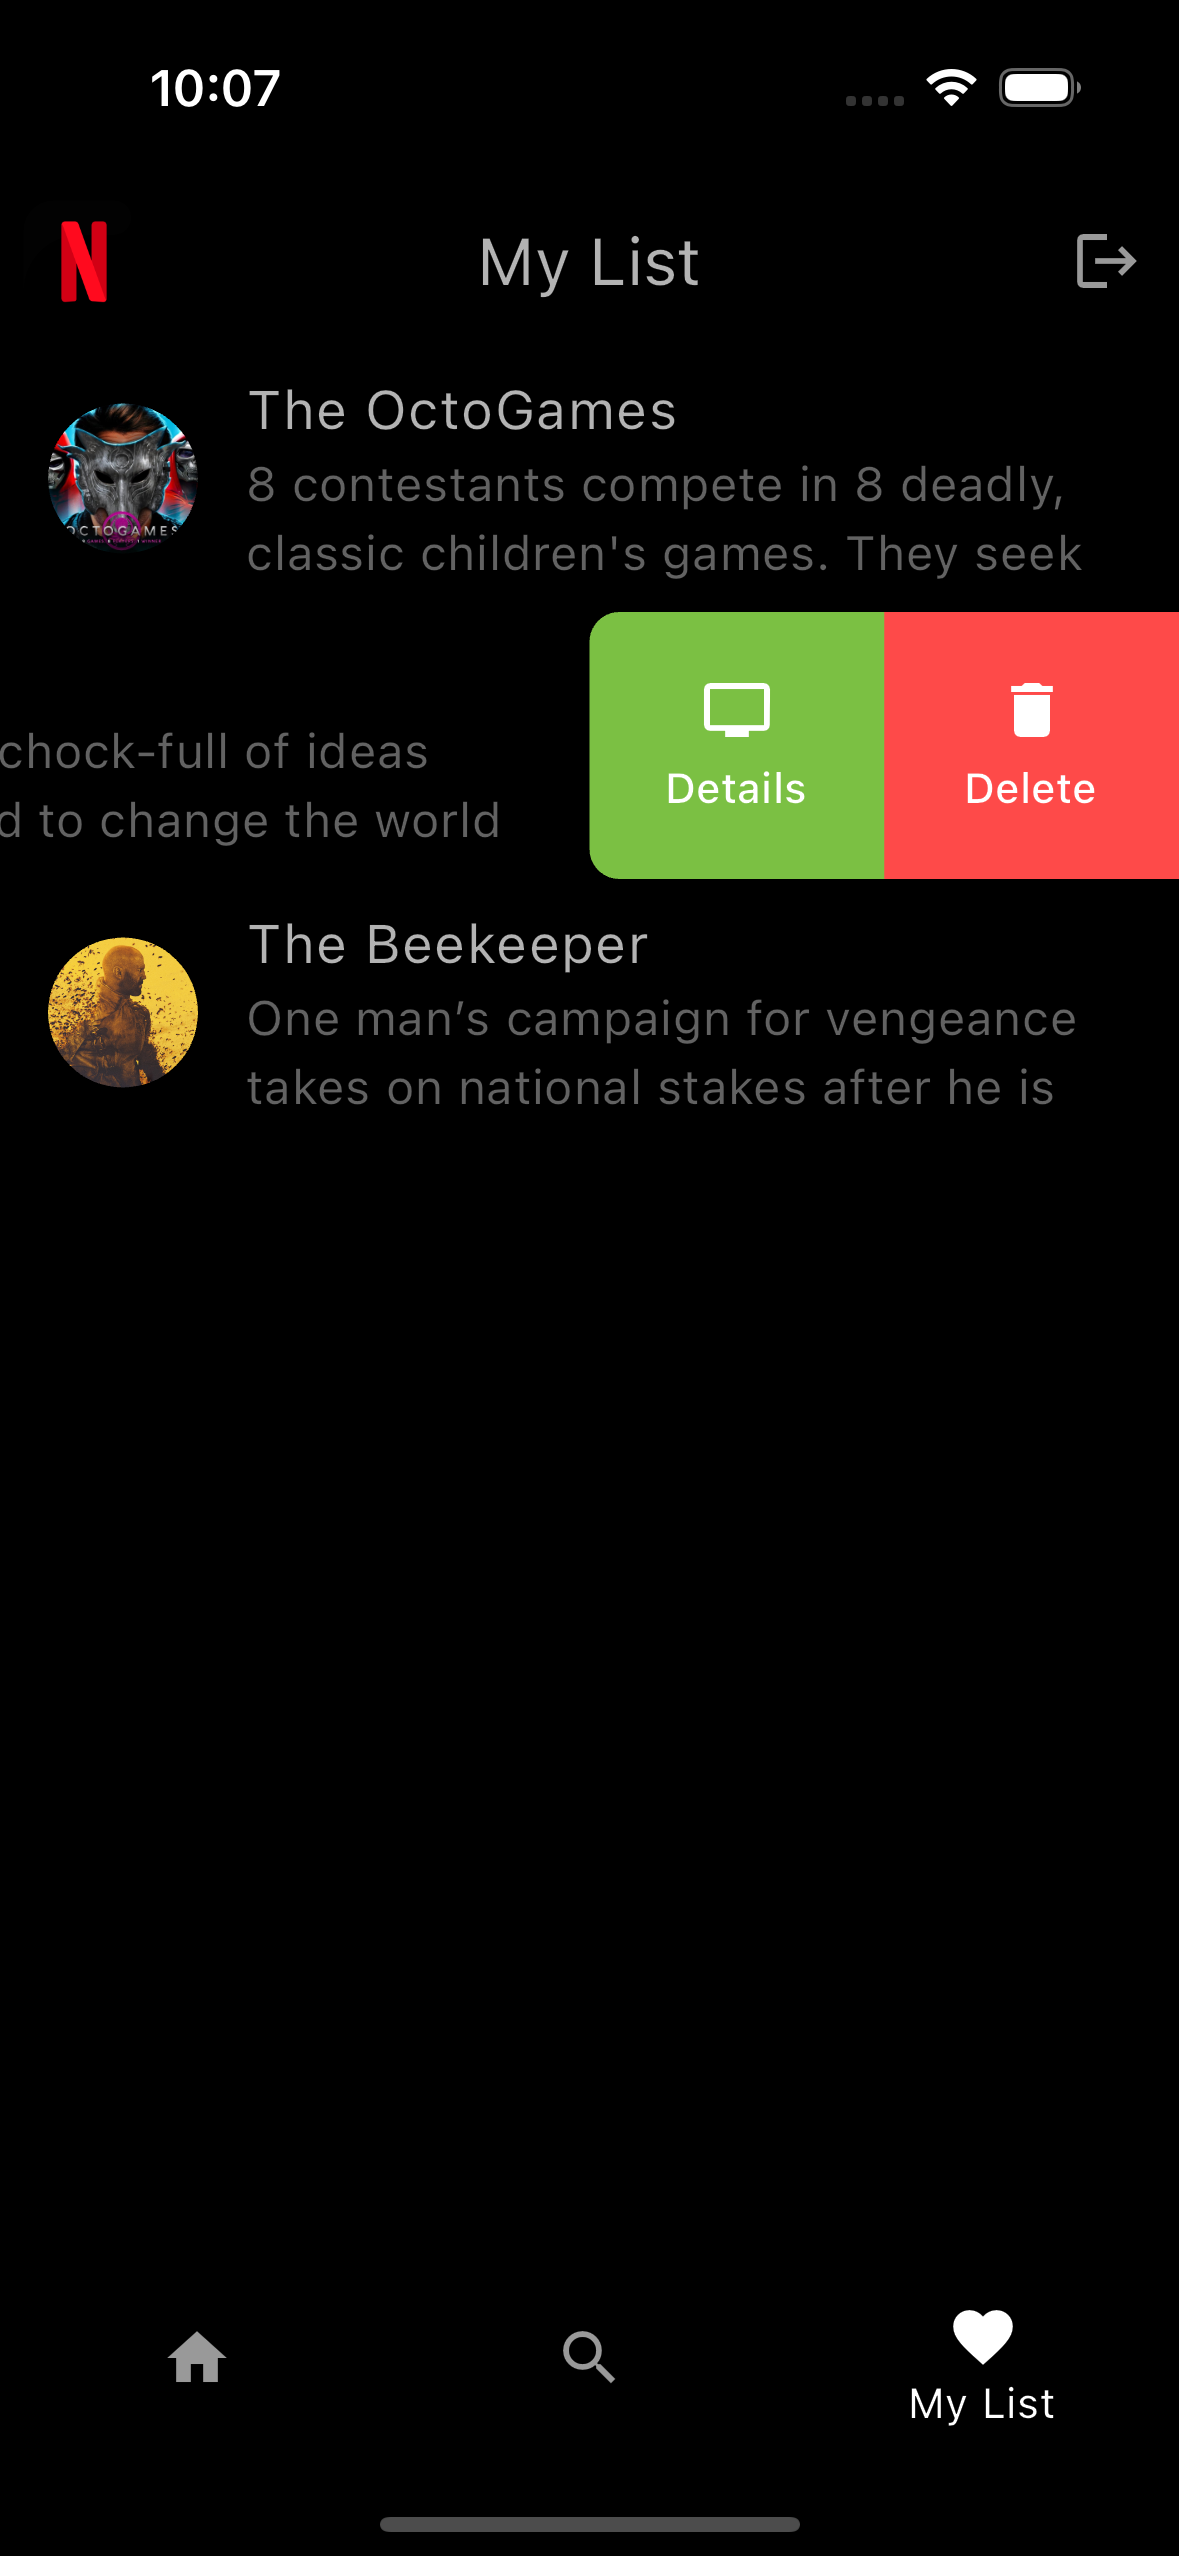 10:07
N
My List
The OctoGames
8 contestants compete in 8 deadly,
classic children's games. They seek
OCTOGAMES
chock-full of ideas
d to change the world
Details
Delete
The Beekeeper
One man’s campaign for vengeance
takes on national stakes after he is
My List